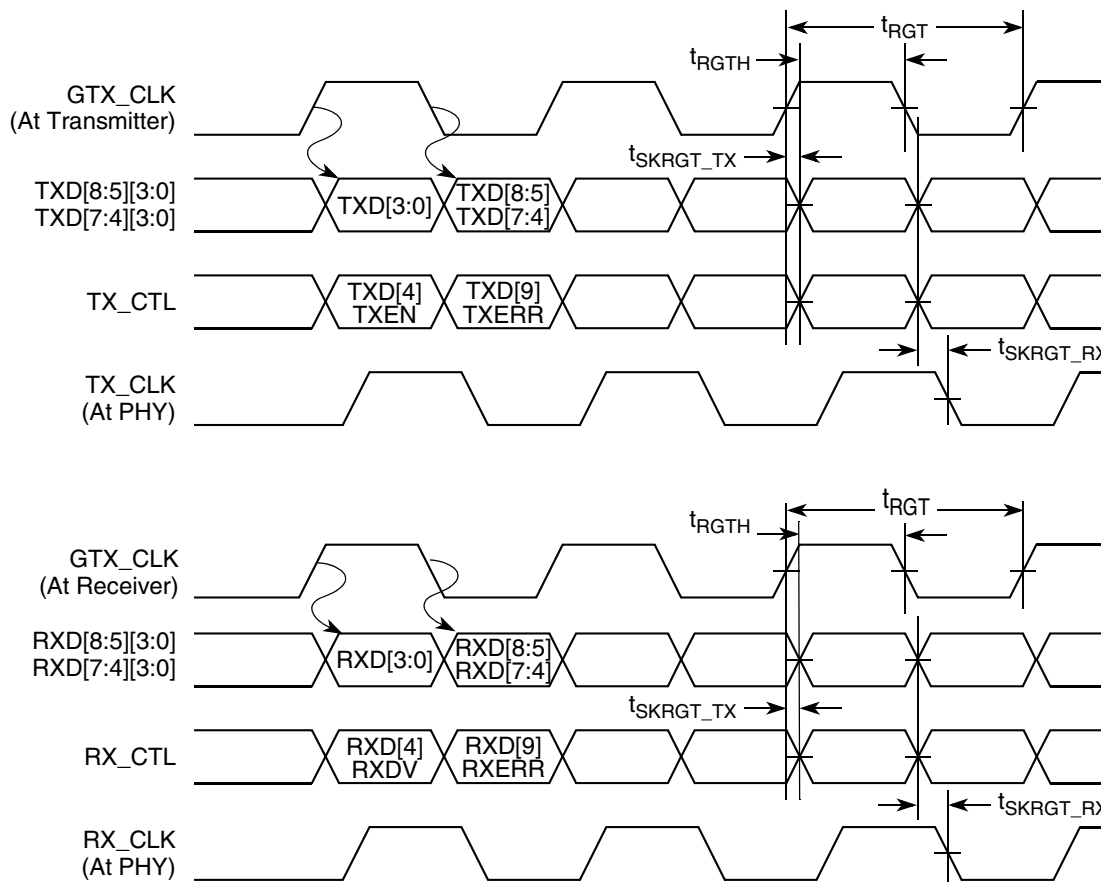 tRGT
tRGTH
GTX_CLK
(At Transmitter)
tSKRGT_TX
TXD[8:5][3:0]
TXD[7:4][3:0]
TXD[3:0]
TXD[8:5]
TXD[7:4]
TX_CTL
TXD[4]
TXEN
TXD[9]
TXERR
tSKRGT_RX
TX_CLK
(At PHY)
tRGT
tRGTH
GTX_CLK
(At Receiver)
RXD[8:5][3:0]
RXD[7:4][3:0]
RXD[3:0]
RXD[8:5]
RXD[7:4]
tSKRGT_TX
RX_CTL
RXD[4]
RXDV
RXD[9]
RXERR
tSKRGT_RX
RX_CLK
(At PHY)